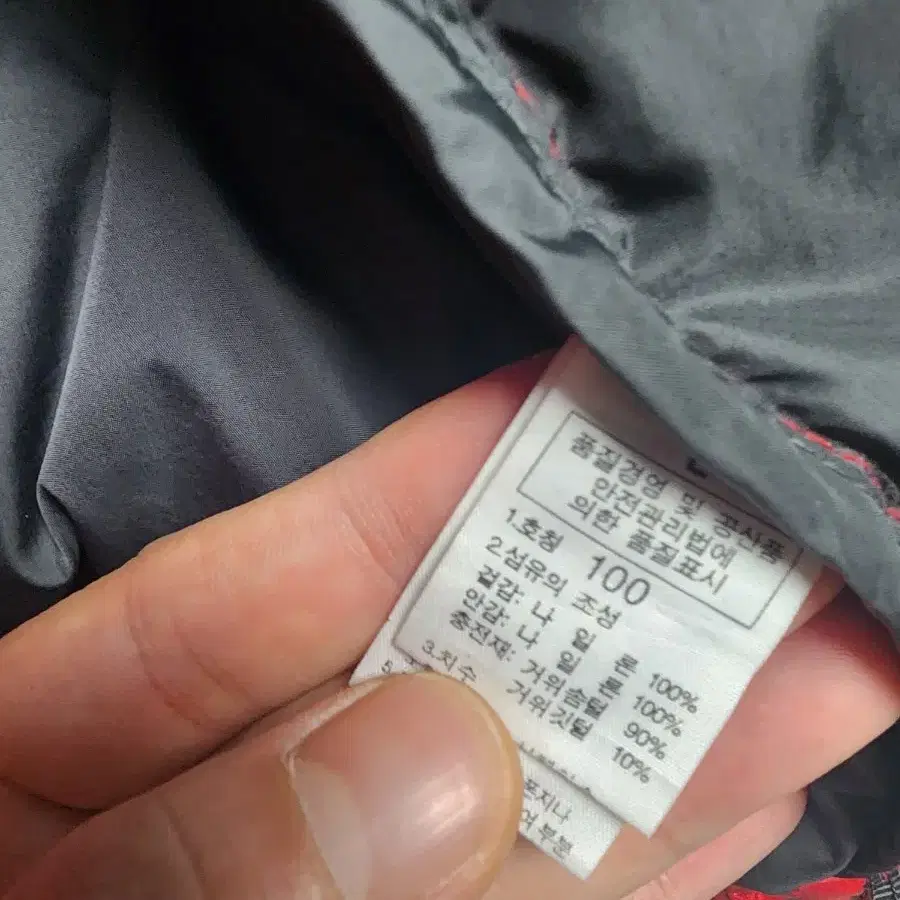 품질경영 및 공산품
안전관리법에
의한 품질표시
1.호칭 100
2.섬유의 조성
겉감: 나 일 론 100%
안감: 나 일 론 100%
충전재: 거위솜털 90%
거위깃털 10%
3.치수
5.
부분